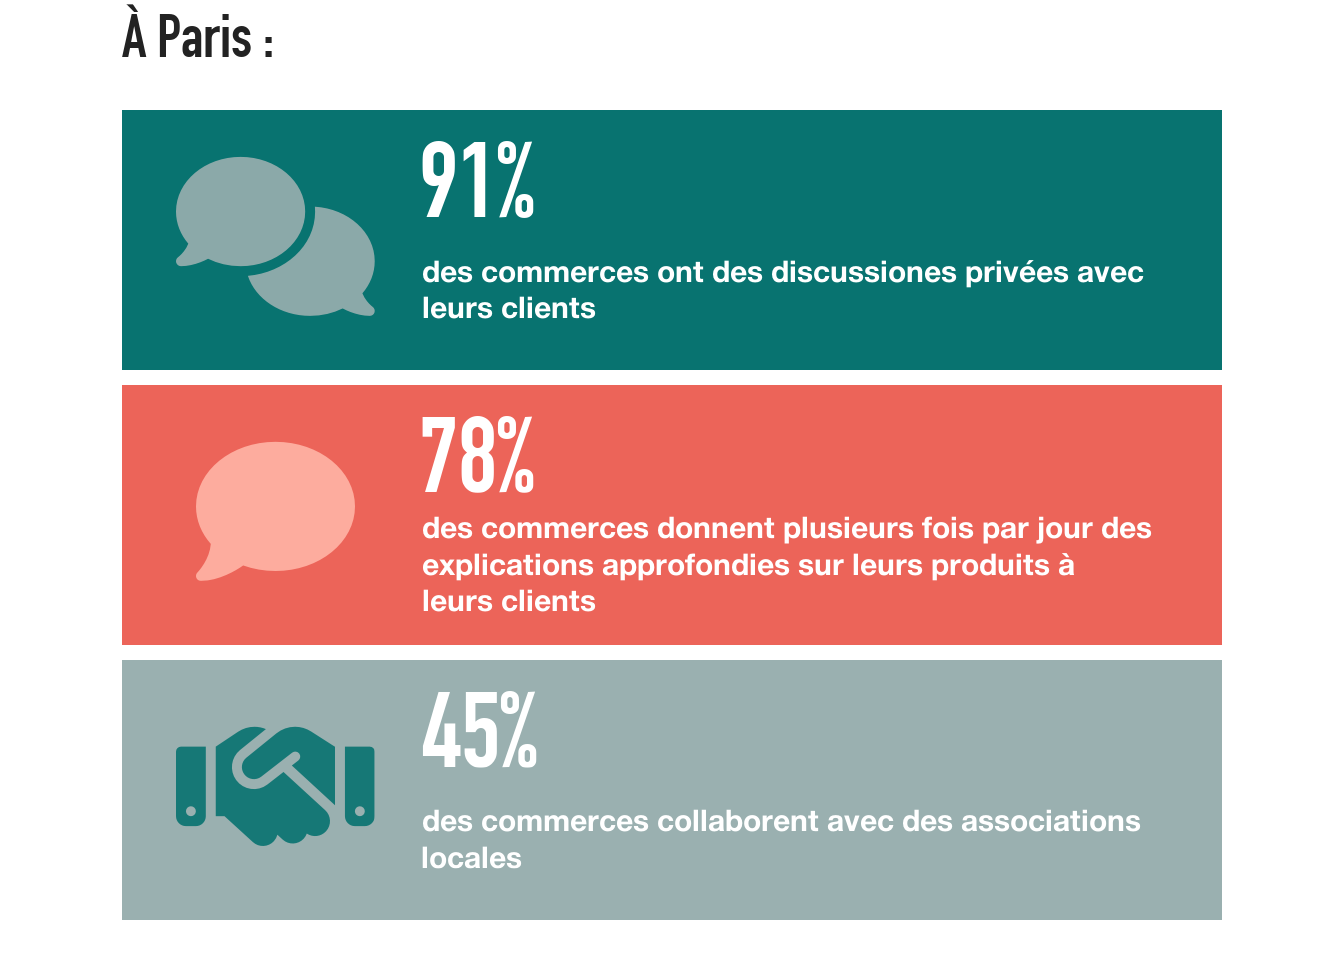 À Paris :
91%
des commerces ont des discussiones privées avec
leurs clients
78%
des commerces donnent plusieurs fois par jour des
explications approfondies sur leurs produits à
leurs clients
45%
des commerces collaborent avec des associations
locales